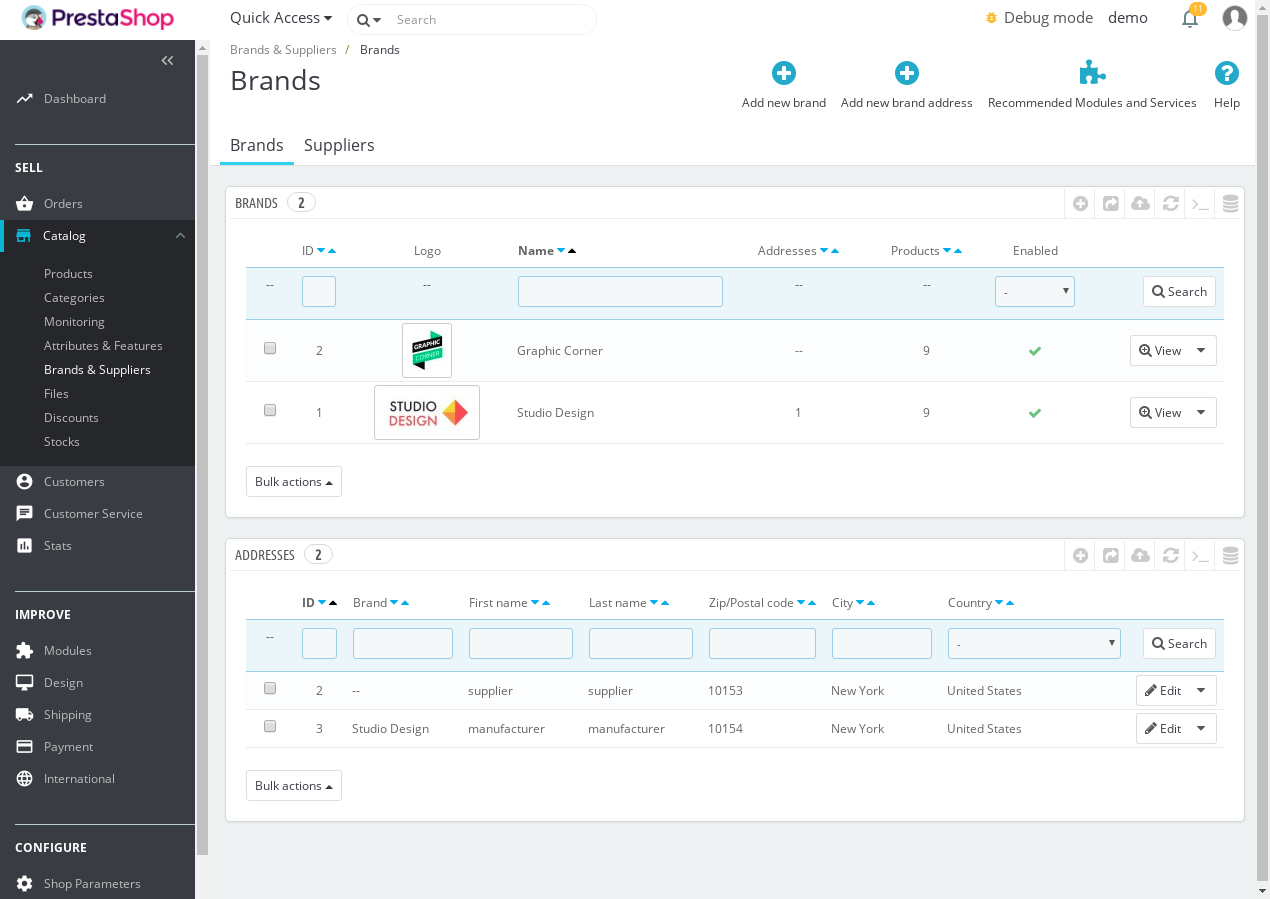 PrestaShop
Quick Access
Search
Debug mode
demo
11
Brands & Suppliers / Brands
Brands
Add new brand
Add new brand address
Recommended Modules and Services
Help
Brands
Suppliers
Dashboard
SELL
Orders
Catalog
Products
Categories
Monitoring
Attributes & Features
Brands & Suppliers
Files
Discounts
Stocks
Customers
Customer Service
Stats
IMPROVE
Modules
Design
Shipping
Payment
International
CONFIGURE
Shop Parameters
BRANDS 2
ID Logo Name Addresses Products Enabled
-- -- -- -- - Search
2 GRAPHIC CORNER Graphic Corner -- 9 View
1 STUDIO DESIGN Studio Design 1 9 View
Bulk actions
ADDRESSES 2
ID Brand First name Last name Zip/Postal code City Country
-- - Search
2 -- supplier supplier 10153 New York United States Edit
3 Studio Design manufacturer manufacturer 10154 New York United States Edit
Bulk actions